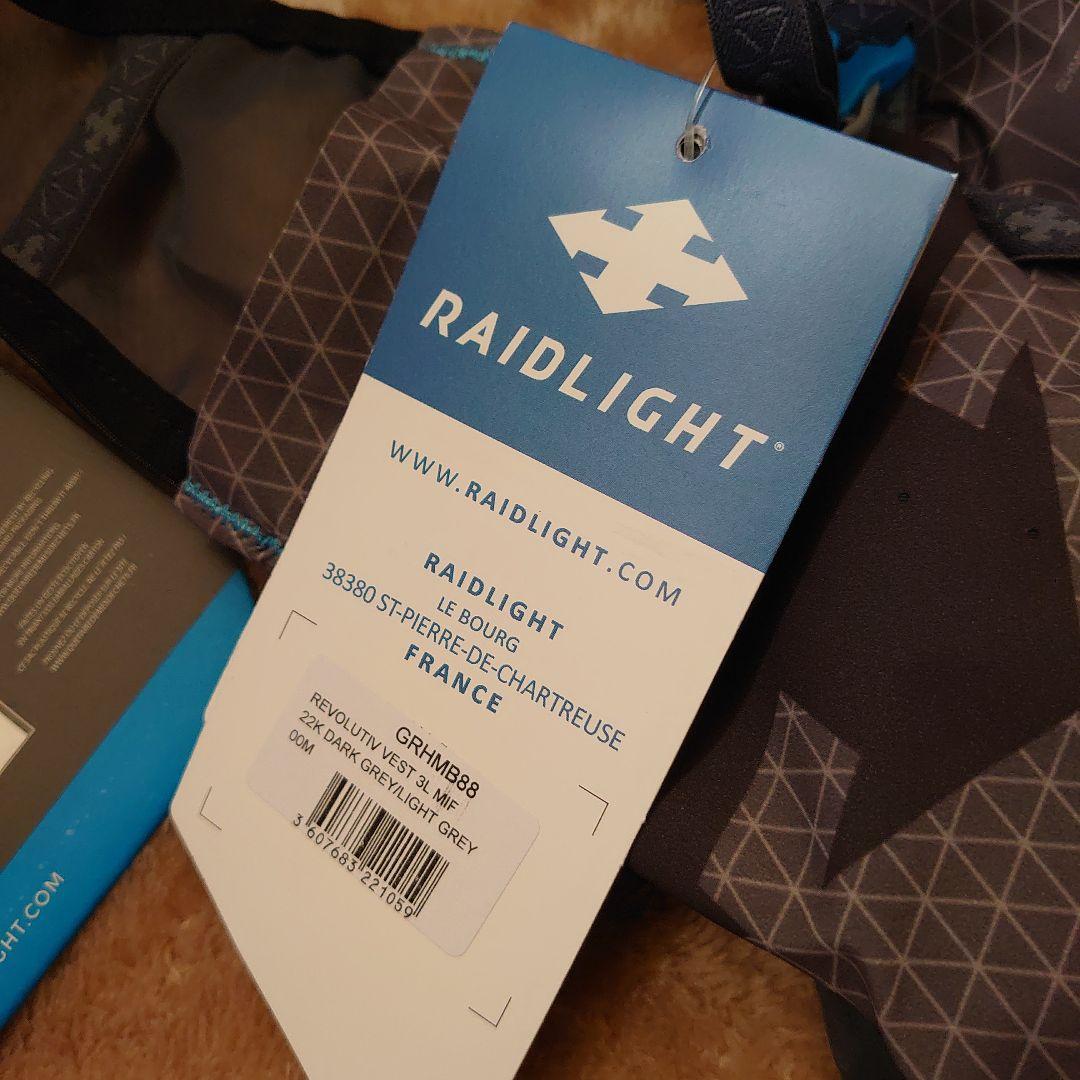 RAIDLIGHT®
WWW.RAIDLIGHT.COM
RAIDLIGHT
LE BOURG
38380 ST-PIERRE-DE-CHARTREUSE
FRANCE
GRHMB88
REVOLUTIV VEST 3L MIF
22K DARK GREY/LIGHT GREY
00M
3 607683 221059
GHT.COM